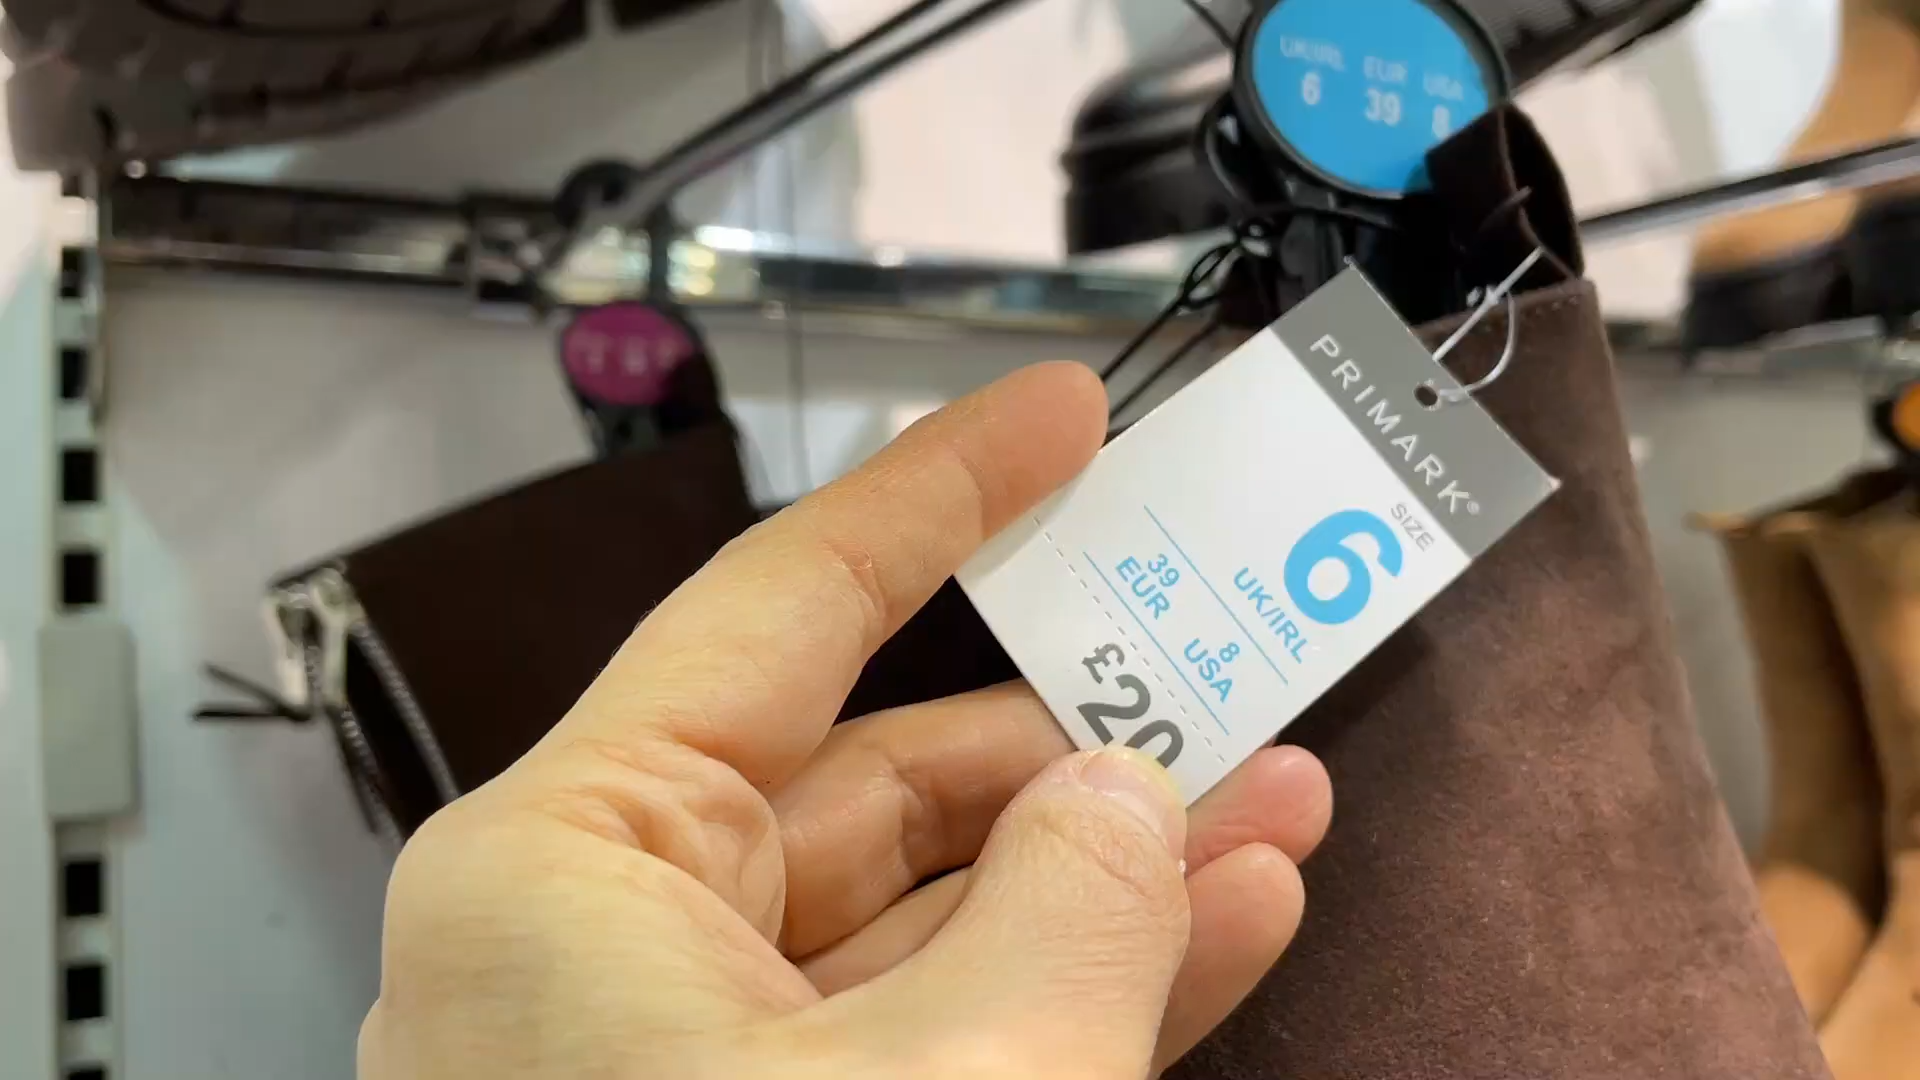 UK/IRL EUR USA
6 39 8
PRIMARK®
SIZE
6
UK/IRL
39
EUR
8
USA
£20